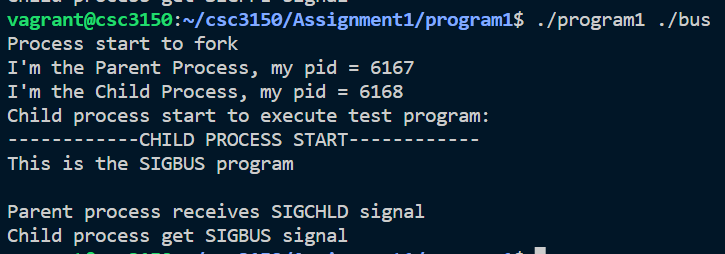 vagrant@csc3150:~/csc3150/Assignment1/program1$ ./program1 ./bus
Process start to fork
I'm the Parent Process, my pid = 6167
I'm the Child Process, my pid = 6168
Child process start to execute test program:
------------CHILD PROCESS START------------
This is the SIGBUS program
Parent process receives SIGCHLD signal
Child process get SIGBUS signal